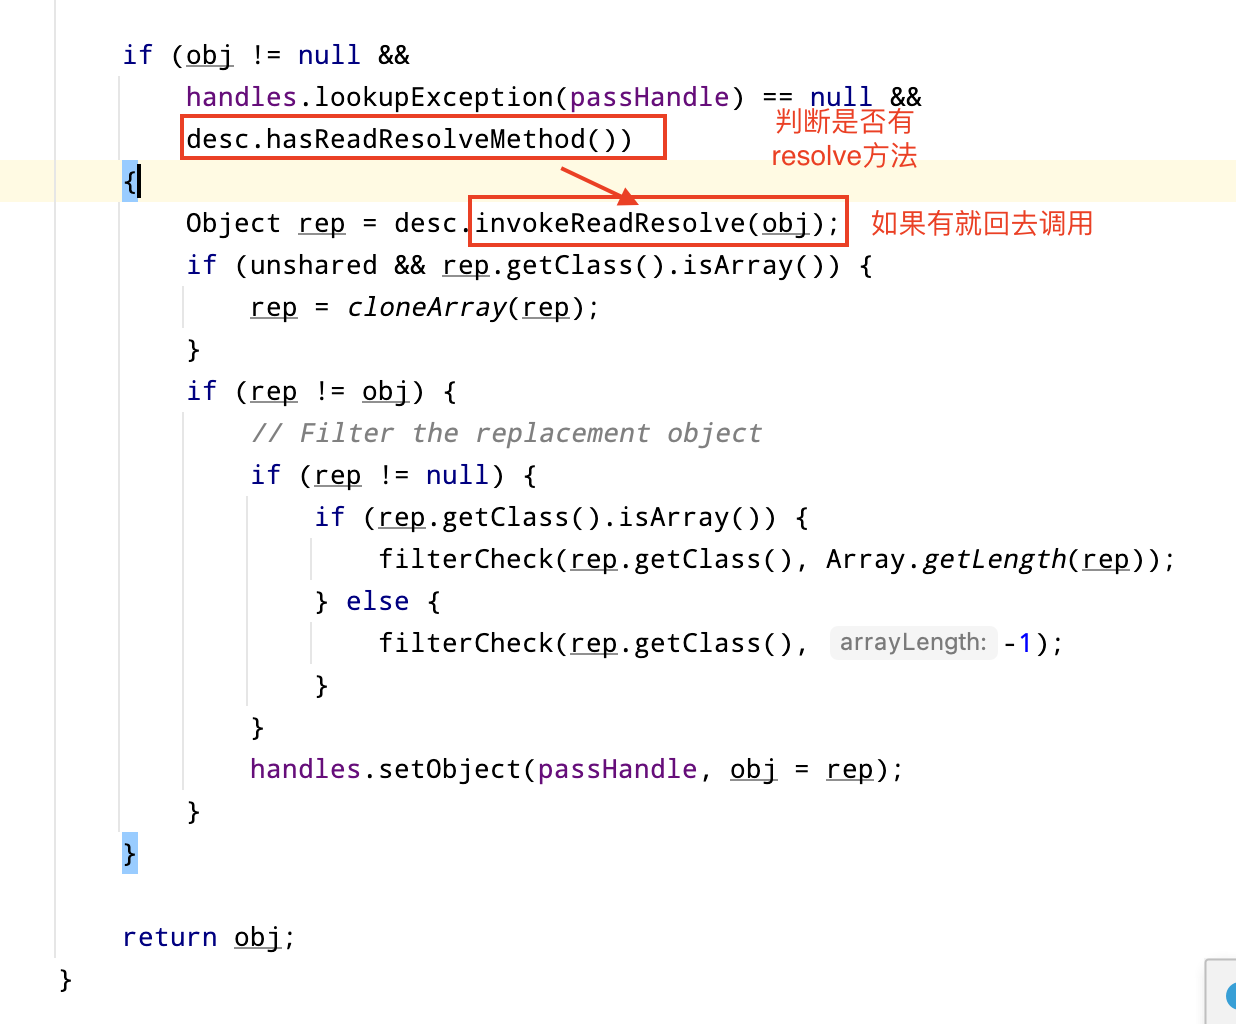 if (obj != null &&
handles.lookupException(passHandle) == null &&
desc.hasReadResolveMethod())
判断是否有
resolve方法
{
Object rep = desc.invokeReadResolve(obj);
如果有就回去调用
if (unshared && rep.getClass().isArray()) {
rep = cloneArray(rep);
}
if (rep != obj) {
// Filter the replacement object
if (rep != null) {
if (rep.getClass().isArray()) {
filterCheck(rep.getClass(), Array.getLength(rep));
} else {
filterCheck(rep.getClass(), arrayLength: -1);
}
}
handles.setObject(passHandle, obj = rep);
}
}
return obj;
}